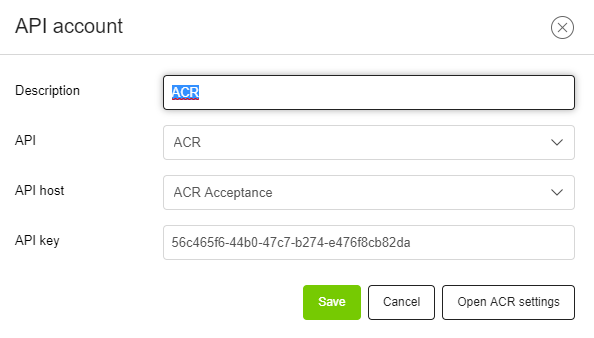 API account
Description ACR
API ACR
API host ACR Acceptance
API key 56c465f6-44b0-47c7-b274-e476f8cb82da
Save Cancel Open ACR settings